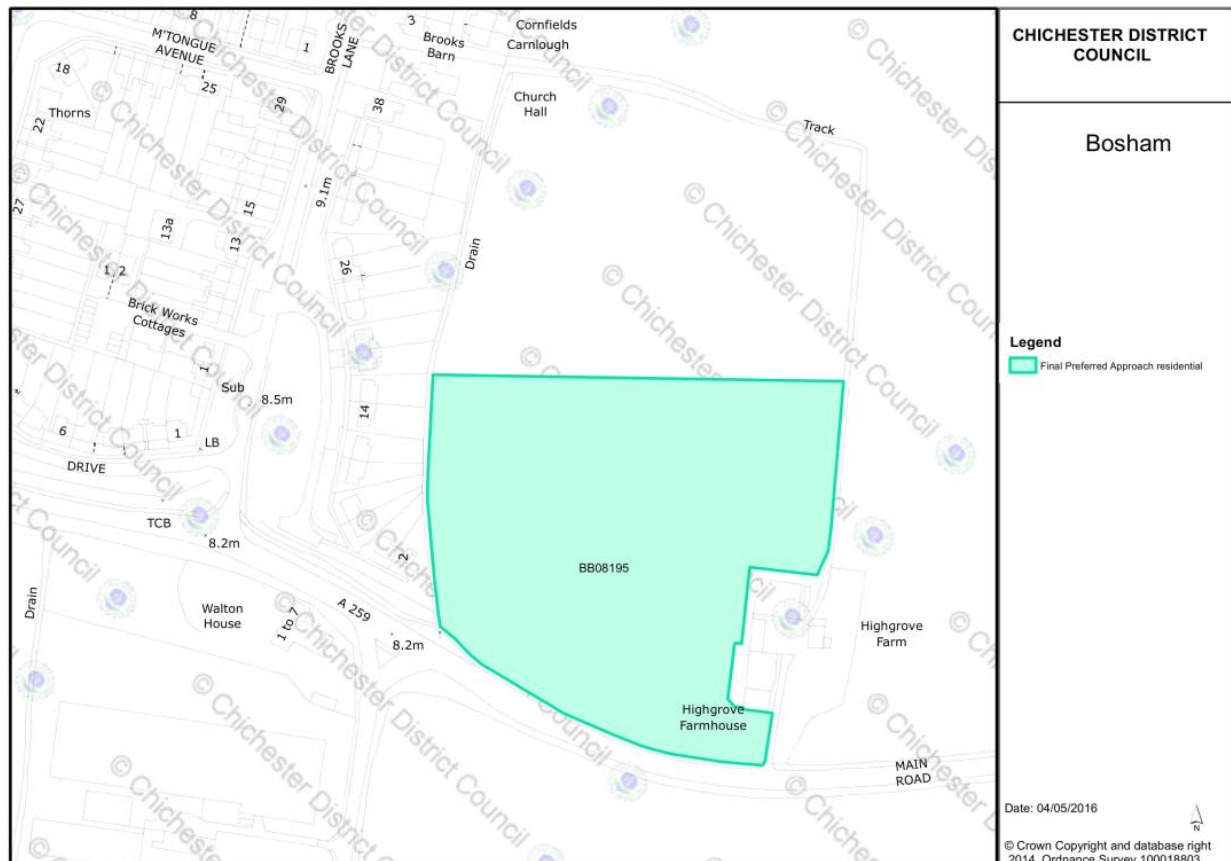 CHICHESTER DISTRICT
COUNCIL
Bosham
Legend
Final Preferred Approach residential
Date: 04/05/2016
N
© Crown Copyright and database right
2014. Ordnance Survey 100018803
8
M'TONGUE
AVENUE
1
BROOKS
LANE
3
Brooks
Barn
Cornfields
Carnlough
18
25
29
38
Church
Hall
Track
Thorns
22
27
9.1m
15
13a
13
Drain
26
1, 2
Brick Works
Cottages
1
Sub
8.5m
14
6
1
LB
DRIVE
TCB
8.2m
2
BB08195
Drain
Walton
House
1 to 7
A 259
8.2m
Highgrove
Farm
Highgrove
Farmhouse
MAIN
ROAD
© Chichester District Council